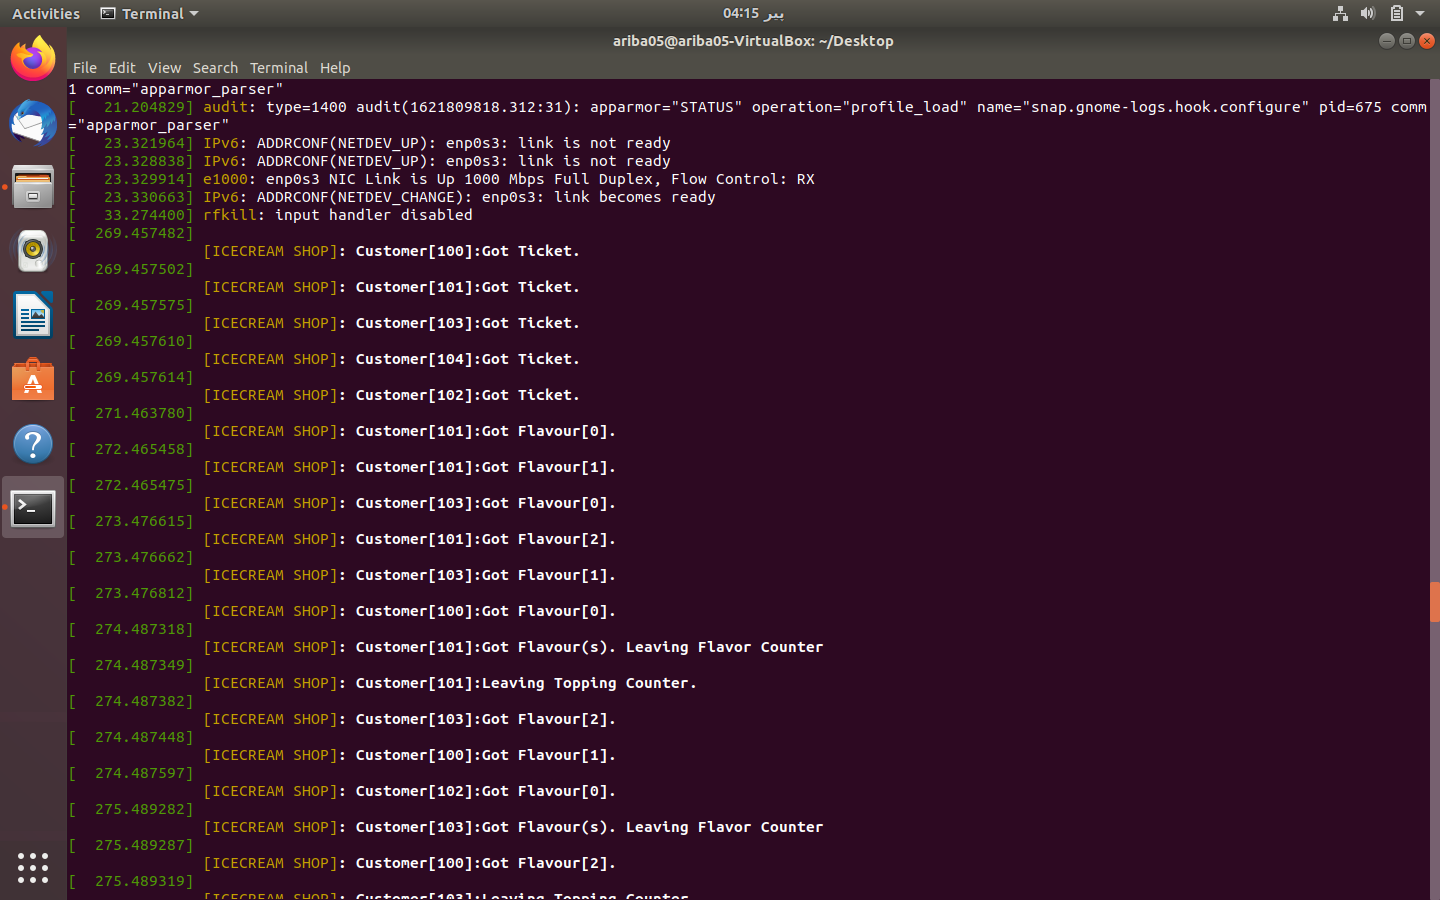 Activities Terminal پیر 04:15
ariba05@ariba05-VirtualBox: ~/Desktop
File Edit View Search Terminal Help
1 comm="apparmor_parser"
[   21.204829] audit: type=1400 audit(1621809818.312:31): apparmor="STATUS" operation="profile_load" name="snap.gnome-logs.hook.configure" pid=675 comm
="apparmor_parser"
[   23.321964] IPv6: ADDRCONF(NETDEV_UP): enp0s3: link is not ready
[   23.328838] IPv6: ADDRCONF(NETDEV_UP): enp0s3: link is not ready
[   23.329914] e1000: enp0s3 NIC Link is Up 1000 Mbps Full Duplex, Flow Control: RX
[   23.330663] IPv6: ADDRCONF(NETDEV_CHANGE): enp0s3: link becomes ready
[   33.274400] rfkill: input handler disabled
[  269.457482]
[ICECREAM SHOP]: Customer[100]:Got Ticket.
[  269.457502]
[ICECREAM SHOP]: Customer[101]:Got Ticket.
[  269.457575]
[ICECREAM SHOP]: Customer[103]:Got Ticket.
[  269.457610]
[ICECREAM SHOP]: Customer[104]:Got Ticket.
[  269.457614]
[ICECREAM SHOP]: Customer[102]:Got Ticket.
[  271.463780]
[ICECREAM SHOP]: Customer[101]:Got Flavour[0].
[  272.465458]
[ICECREAM SHOP]: Customer[101]:Got Flavour[1].
[  272.465475]
[ICECREAM SHOP]: Customer[103]:Got Flavour[0].
[  273.476615]
[ICECREAM SHOP]: Customer[101]:Got Flavour[2].
[  273.476662]
[ICECREAM SHOP]: Customer[103]:Got Flavour[1].
[  273.476812]
[ICECREAM SHOP]: Customer[100]:Got Flavour[0].
[  274.487318]
[ICECREAM SHOP]: Customer[101]:Got Flavour(s). Leaving Flavor Counter
[  274.487349]
[ICECREAM SHOP]: Customer[101]:Leaving Topping Counter.
[  274.487382]
[ICECREAM SHOP]: Customer[103]:Got Flavour[2].
[  274.487448]
[ICECREAM SHOP]: Customer[100]:Got Flavour[1].
[  274.487597]
[ICECREAM SHOP]: Customer[102]:Got Flavour[0].
[  275.489282]
[ICECREAM SHOP]: Customer[103]:Got Flavour(s). Leaving Flavor Counter
[  275.489287]
[ICECREAM SHOP]: Customer[100]:Got Flavour[2].
[  275.489319]
[ICECREAM SHOP]: Customer[103]:Leaving Topping Counter.